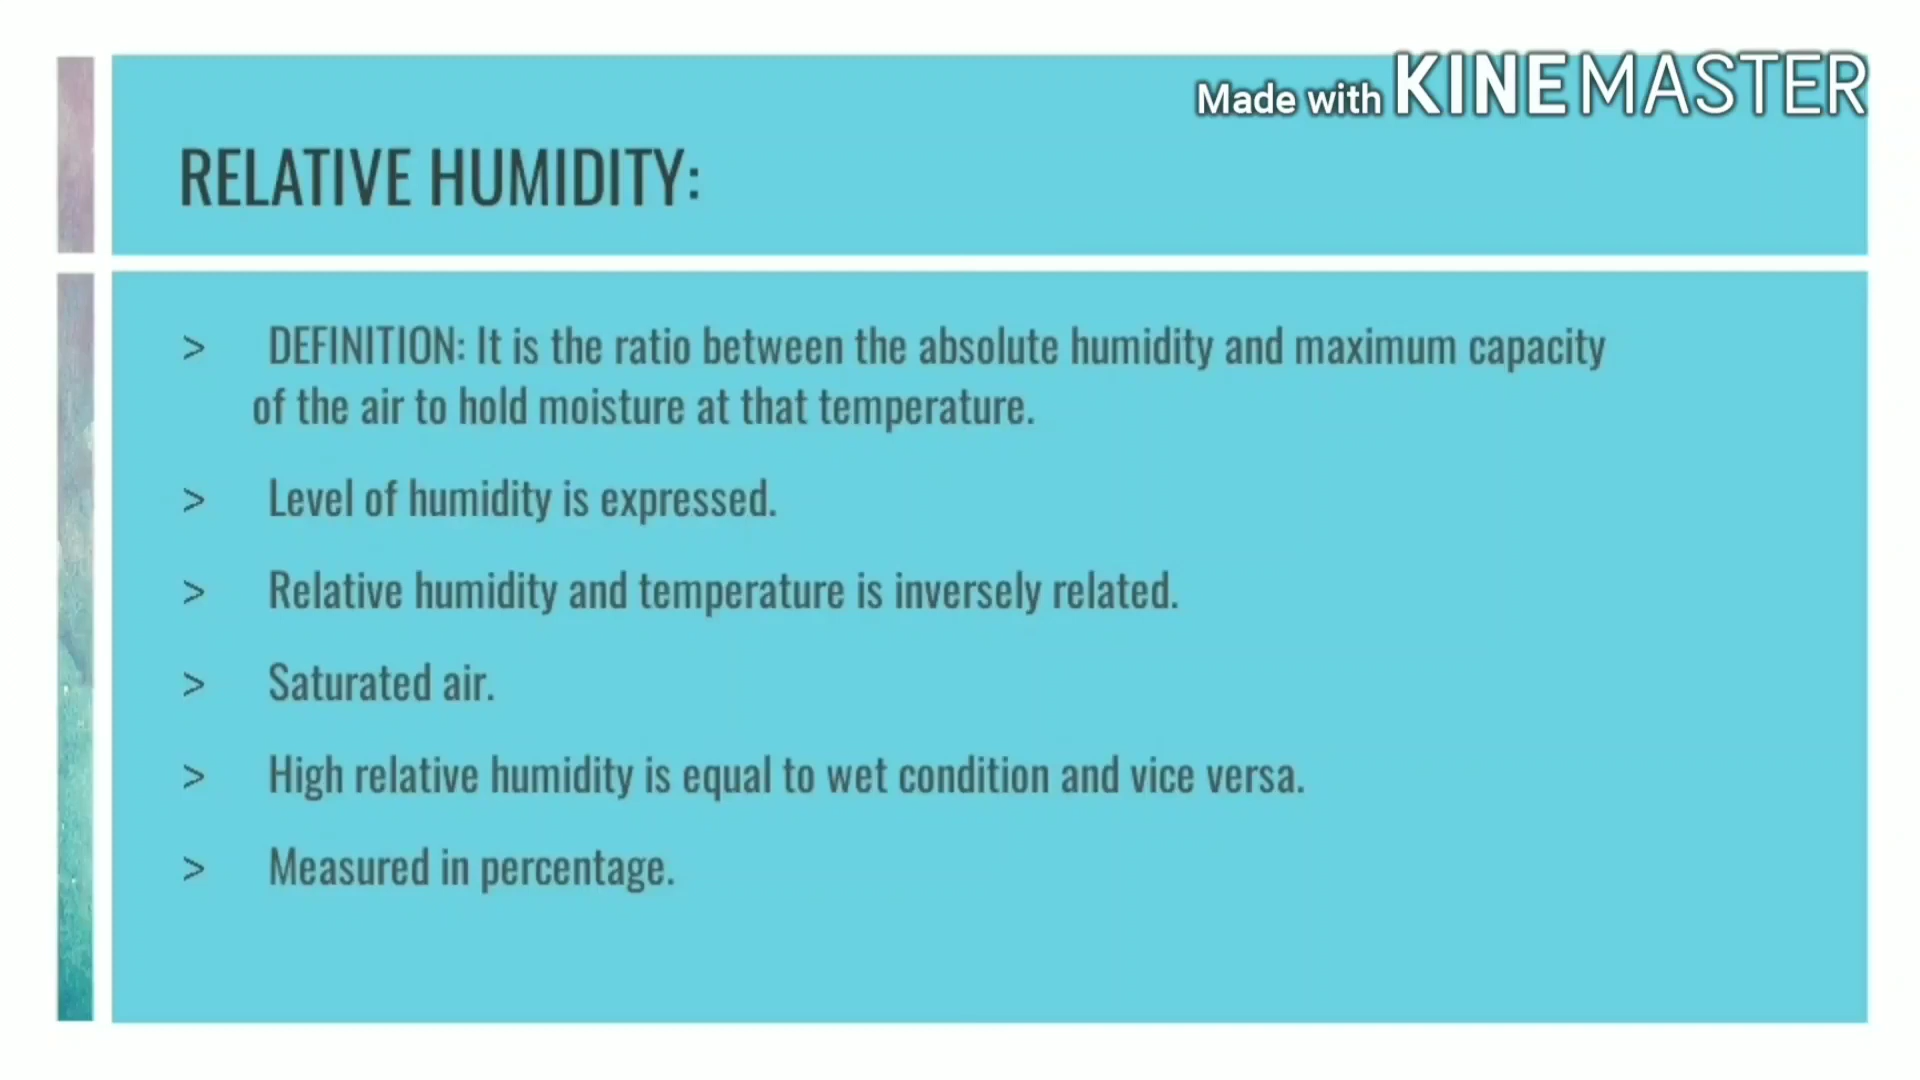 Made with KINEMASTER
RELATIVE HUMIDITY:
> DEFINITION: It is the ratio between the absolute humidity and maximum capacity
of the air to hold moisture at that temperature.
> Level of humidity is expressed.
> Relative humidity and temperature is inversely related.
> Saturated air.
> High relative humidity is equal to wet condition and vice versa.
> Measured in percentage.